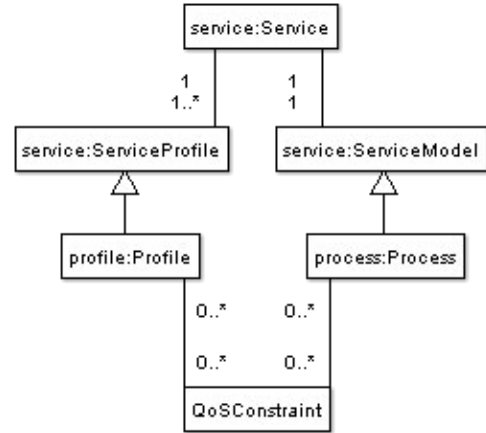 service:Service
1 1
1..* 1
service:ServiceProfile service:ServiceModel
profile:Profile process:Process
0..* 0..*
0..* 0..*
QoSConstraint